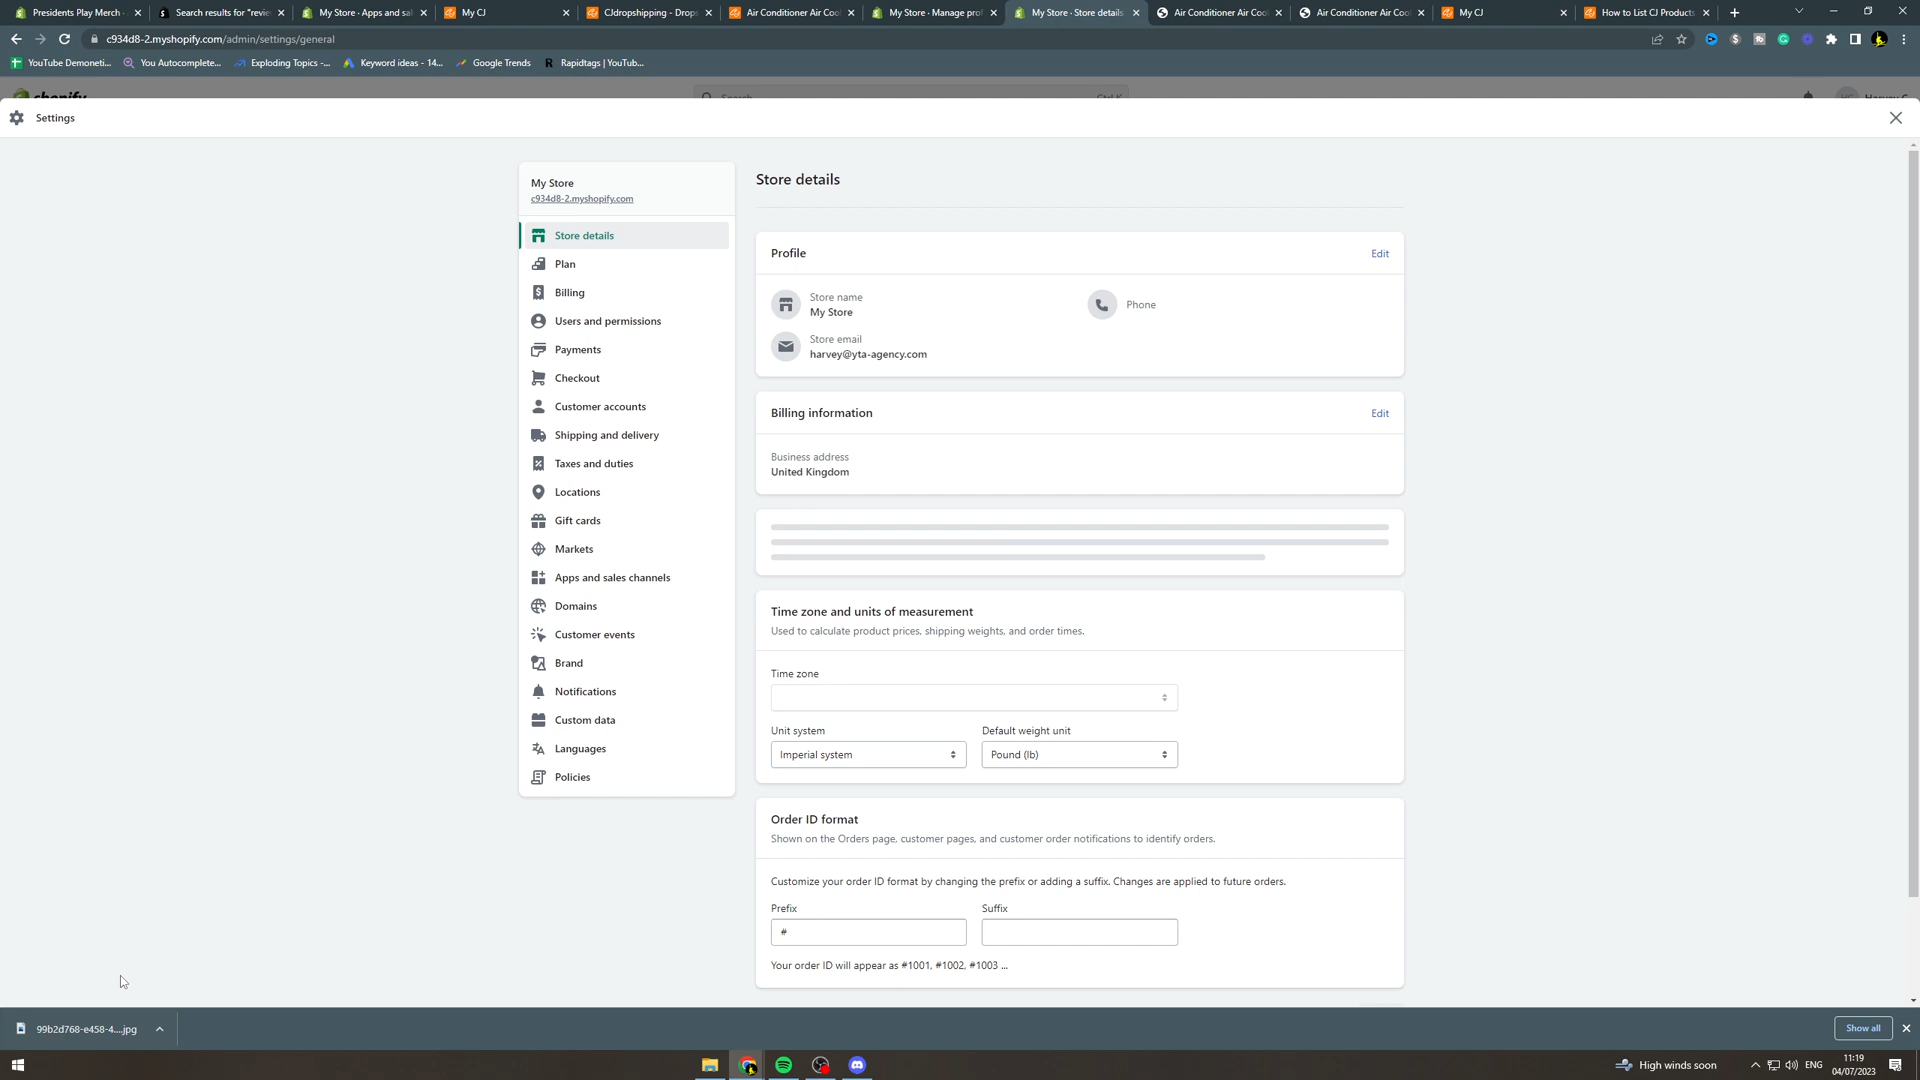 Presidents Play Merch ·
Search results for "revie
My Store · Apps and sal
My CJ
CJdropshipping - Drops
Air Conditioner Air Cool
My Store · Manage prof
My Store · Store details
Air Conditioner Air Cool
Air Conditioner Air Cool
My CJ
How to List CJ Products
c934d8-2.myshopify.com/admin/settings/general
YouTube Demoneti...
You Autocomplete...
Exploding Topics -...
Keyword ideas - 14...
Google Trends
Rapidtags | YouTub...
shopify
Search
Ctrl K
Harvey C
Settings
My Store
c934d8-2.myshopify.com
Store details
Plan
Billing
Users and permissions
Payments
Checkout
Customer accounts
Shipping and delivery
Taxes and duties
Locations
Gift cards
Markets
Apps and sales channels
Domains
Customer events
Brand
Notifications
Custom data
Languages
Policies
Store details
Profile
Edit
Store name
My Store
Phone
Store email
harvey@yta-agency.com
Billing information
Edit
Business address
United Kingdom
Time zone and units of measurement
Used to calculate product prices, shipping weights, and order times.
Time zone
Unit system
Default weight unit
Imperial system
Pound (lb)
Order ID format
Shown on the Orders page, customer pages, and customer order notifications to identify orders.
Customize your order ID format by changing the prefix or adding a suffix. Changes are applied to future orders.
Prefix
Suffix
#
Your order ID will appear as #1001, #1002, #1003 ...
99b2d768-e458-4....jpg
Show all
High winds soon
ENG
11:19
04/07/2023